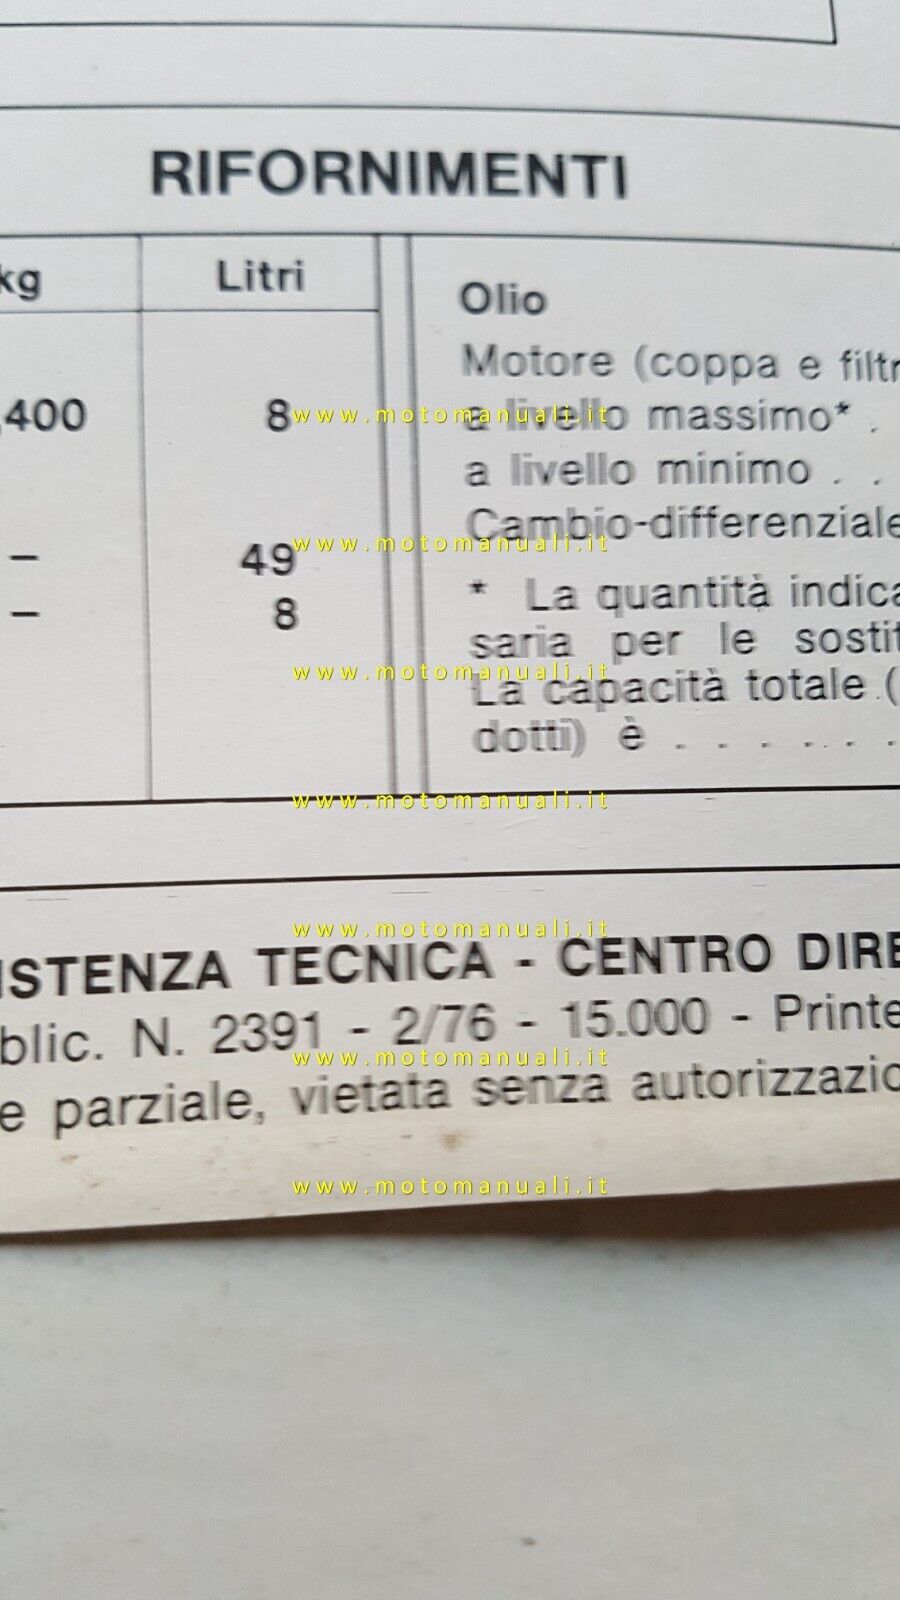 RIFORNIMENTI
kg Litri
,400 8
– 49
– 8
Olio
Motore (coppa e filtr
a livello massimo* .
a livello minimo . .
Cambio-differenziale
* La quantità indica
saria per le sostit
La capacità totale (
dotti) è . . . . . .
ISTENZA TECNICA - CENTRO DIRE
blic. N. 2391 - 2/76 - 15.000 - Printe
e parziale, vietata senza autorizzazio
www.motomanuali.it
www.motomanuali.it
www.motomanuali.it
www.motomanuali.it
www.motomanuali.it
www.motomanuali.it
www.motomanuali.it